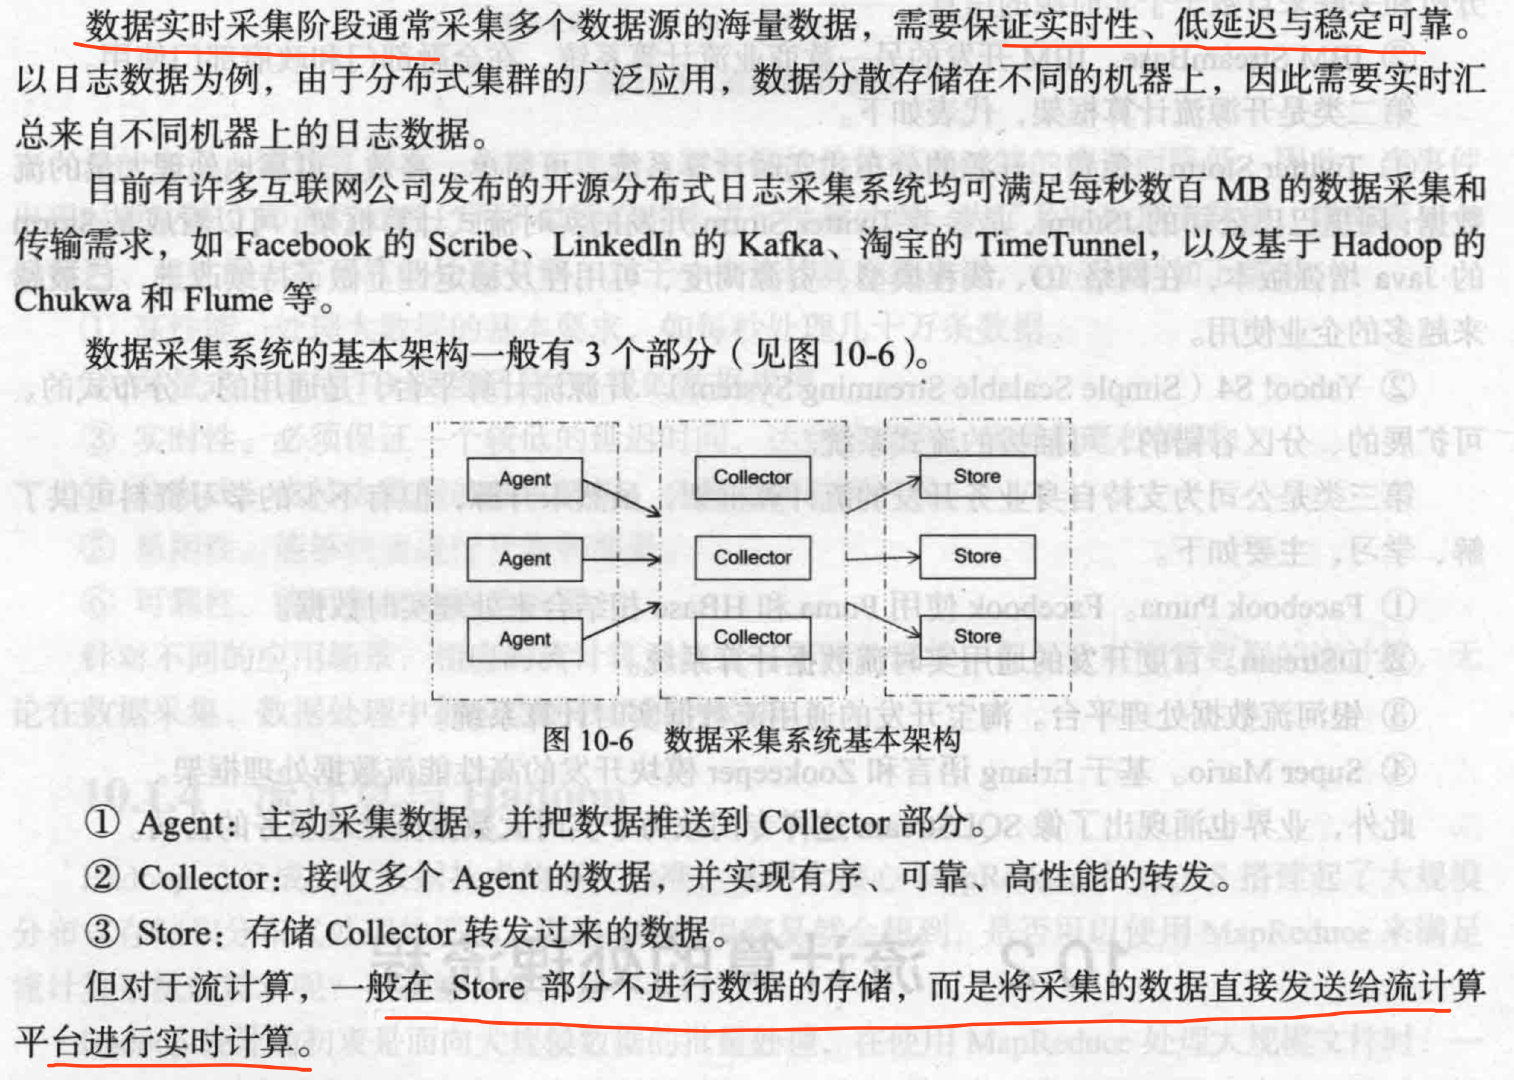 数据实时采集阶段通常采集多个数据源的海量数据，需要保证实时性、低延迟与稳定可靠。
以日志数据为例，由于分布式集群的广泛应用，数据分散存储在不同的机器上，因此需要实时汇
总来自不同机器上的日志数据。
目前有许多互联网公司发布的开源分布式日志采集系统均可满足每秒数百 MB 的数据采集和
传输需求，如 Facebook 的 Scribe、LinkedIn 的 Kafka、淘宝的 TimeTunnel，以及基于 Hadoop 的
Chukwa 和 Flume 等。
数据采集系统的基本架构一般有 3 个部分（见图 10-6）。
Agent Collector Store
Agent Collector Store
Agent Collector Store
图 10-6 数据采集系统基本架构
① Agent：主动采集数据，并把数据推送到 Collector 部分。
② Collector：接收多个 Agent 的数据，并实现有序、可靠、高性能的转发。
③ Store：存储 Collector 转发过来的数据。
但对于流计算，一般在 Store 部分不进行数据的存储，而是将采集的数据直接发送给流计算
平台进行实时计算。